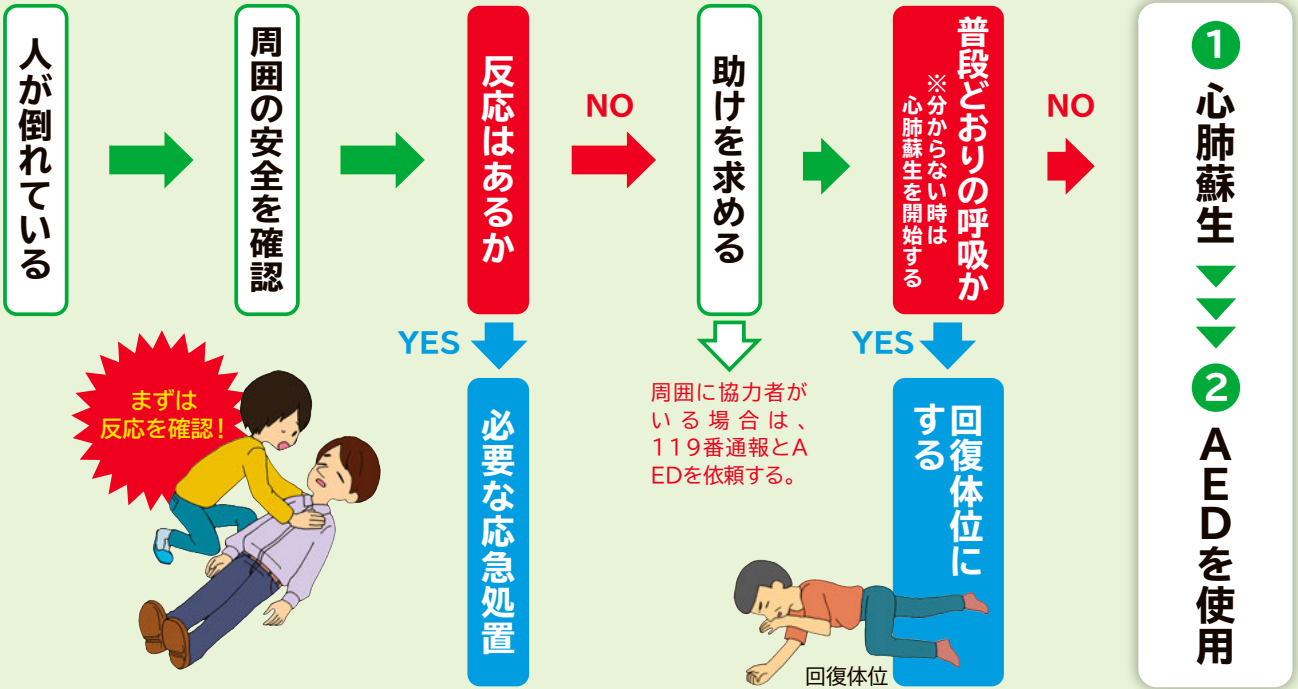 人が倒れている
周囲の安全を確認
反応はあるか
NO
助けを求める
普段どおりの呼吸か
※分からない時は
心肺蘇生を開始する
NO
❶
心肺蘇生
❷
AEDを使用
まずは
反応を確認!
YES
必要な応急処置
周囲に協力者が
いる場合は、
119番通報とA
EDを依頼する。
YES
回復体位に
する
回復体位